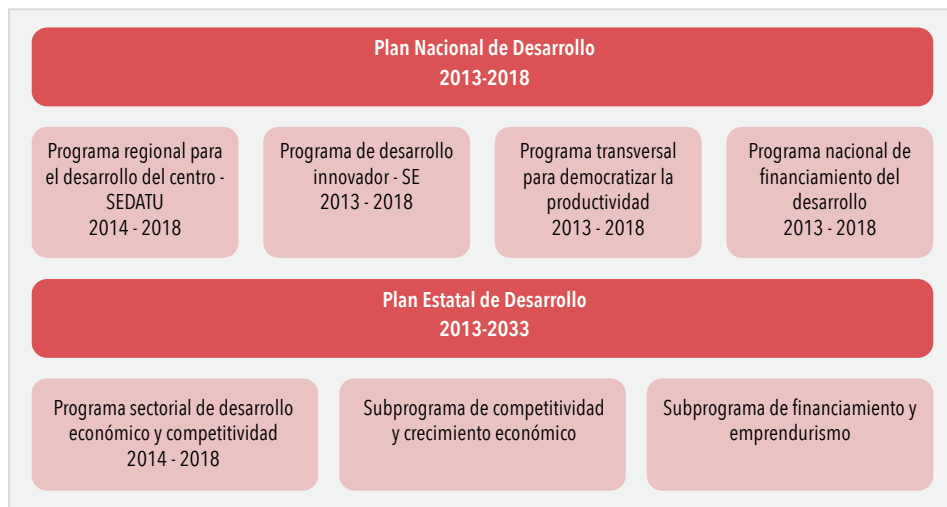 Plan Nacional de Desarrollo
2013-2018
Programa regional para
el desarrollo del centro -
SEDATU
2014 - 2018
Programa de desarrollo
innovador - SE
2013 - 2018
Programa transversal
para democratizar la
productividad
2013 - 2018
Programa nacional de
financiamiento del
desarrollo
2013 - 2018
Plan Estatal de Desarrollo
2013-2033
Programa sectorial de desarrollo
económico y competitividad
2014 - 2018
Subprograma de competitividad
y crecimiento económico
Subprograma de financiamiento y
emprendurismo